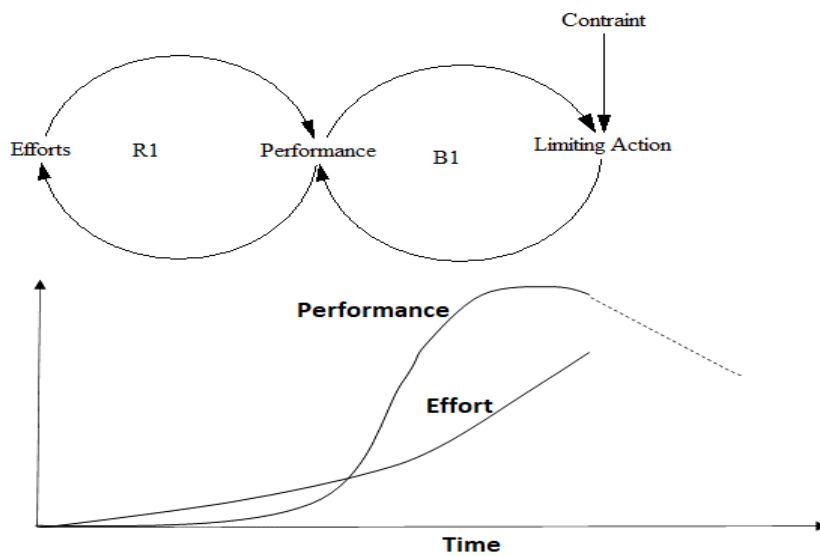 Contraint
Efforts
R1
Performance
B1
Limiting Action
Performance
Effort
Time